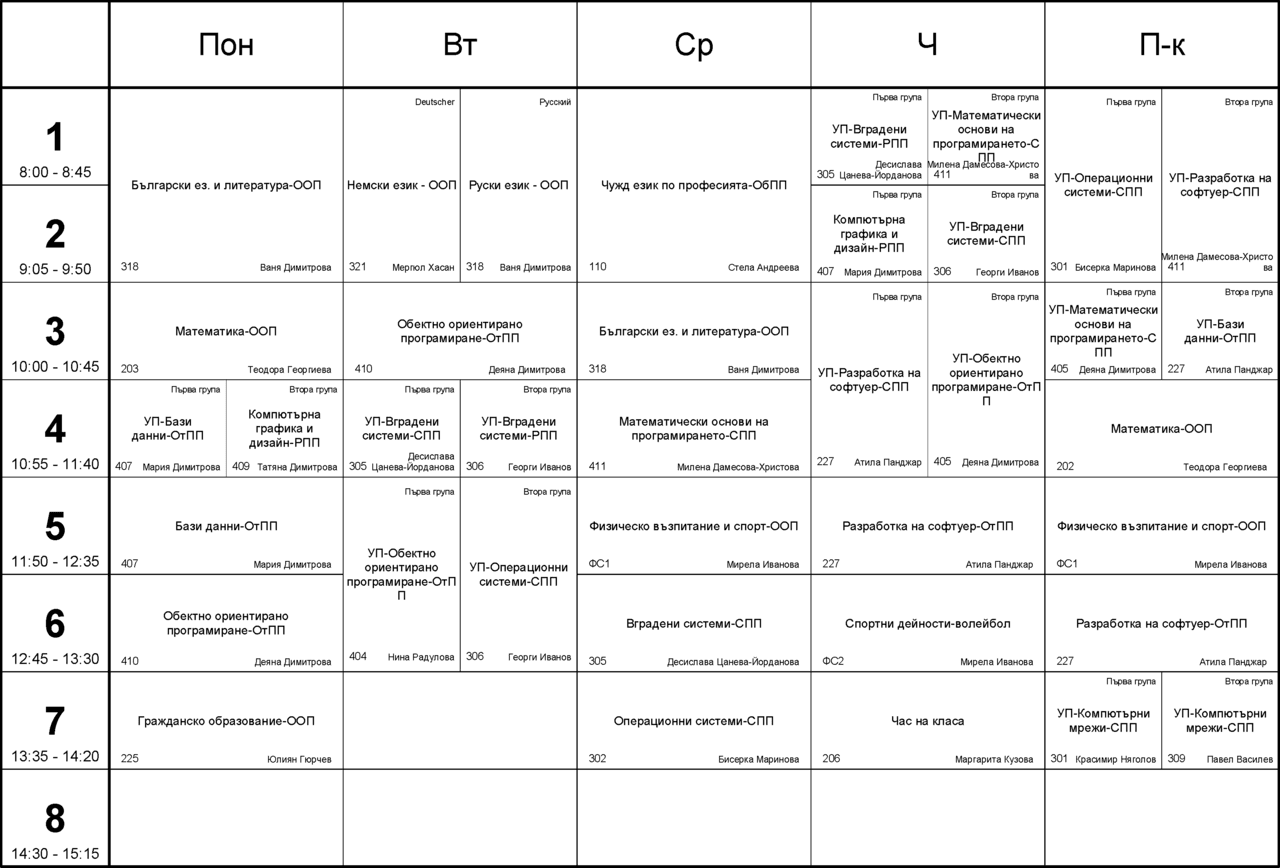 Пон
Вт
Ср
Ч
П-к
1
8:00 - 8:45
Български ез. и литература-ООП
318
Ваня Димитрова
Deutscher
Немски език - ООП
321
Мерпол Хасан
Русский
Руски език - ООП
318
Ваня Димитрова
Чужд език по професията-ОбПП
110
Стела Андреева
Първа група
УП-Вградени
системи-РПП
Десислава
305 Цанева-Йорданова
Втора група
УП-Математически
основи на
програмирането-С
ПП
Милена Дамесова-Христо
411 ва
Първа група
УП-Операционни
системи-СПП
301 Бисерка Маринова
Втора група
УП-Разработка на
софтуер-СПП
Милена Дамесова-Христо
411 ва
2
9:05 - 9:50
Първа група
Компютърна
графика и
дизайн-РПП
407 Мария Димитрова
Втора група
УП-Вградени
системи-СПП
306 Георги Иванов
3
10:00 - 10:45
Математика-ООП
203
Теодора Георгиева
Обектно ориентирано
програмиране-ОтПП
410
Деяна Димитрова
Български ез. и литература-ООП
318
Ваня Димитрова
Първа група
УП-Разработка на
софтуер-СПП
227 Атила Панджар
Втора група
УП-Обектно
ориентирано
програмиране-ОтП
П
405 Деяна Димитрова
Първа група
УП-Математически
основи на
програмирането-С
ПП
405 Деяна Димитрова
Втора група
УП-Бази
данни-ОтПП
227 Атила Панджар
4
10:55 - 11:40
Първа група
УП-Бази
данни-ОтПП
407 Мария Димитрова
Втора група
Компютърна
графика и
дизайн-РПП
409 Татяна Димитрова
Първа група
УП-Вградени
системи-СПП
Десислава
305 Цанева-Йорданова
Втора група
УП-Вградени
системи-РПП
306 Георги Иванов
Математически основи на
програмирането-СПП
411
Милена Дамесова-Христова
Математика-ООП
202
Теодора Георгиева
5
11:50 - 12:35
Бази данни-ОтПП
407
Мария Димитрова
Първа група
УП-Обектно
ориентирано
програмиране-ОтП
П
404 Нина Радулова
Втора група
УП-Операционни
системи-СПП
306 Георги Иванов
Физическо възпитание и спорт-ООП
ФС1
Мирела Иванова
Разработка на софтуер-ОтПП
227
Атила Панджар
Физическо възпитание и спорт-ООП
ФС1
Мирела Иванова
6
12:45 - 13:30
Обектно ориентирано
програмиране-ОтПП
410
Деяна Димитрова
Вградени системи-СПП
305
Десислава Цанева-Йорданова
Спортни дейности-волейбол
ФС2
Мирела Иванова
Разработка на софтуер-ОтПП
227
Атила Панджар
7
13:35 - 14:20
Гражданско образование-ООП
225
Юлиян Гюрчев
Операционни системи-СПП
302
Бисерка Маринова
Час на класа
206
Маргарита Кузова
Първа група
УП-Компютърни
мрежи-СПП
301 Красимир Няголов
Втора група
УП-Компютърни
мрежи-СПП
309 Павел Василев
8
14:30 - 15:15